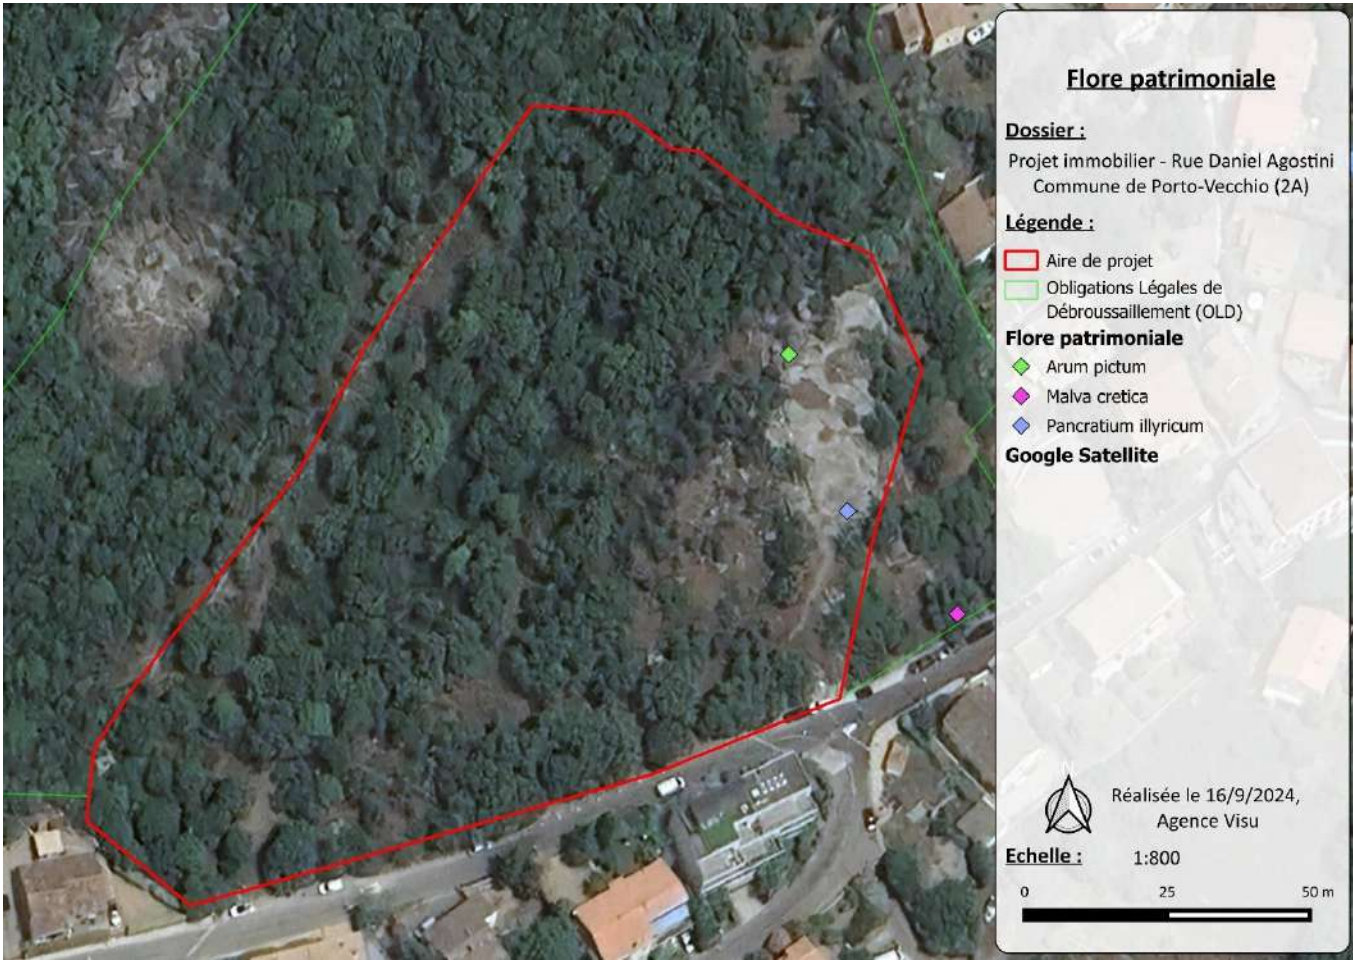 Flore patrimoniale
Dossier :
Projet immobilier - Rue Daniel Agostini
Commune de Porto-Vecchio (2A)
Légende :
Aire de projet
Obligations Légales de
Débroussaillement (OLD)
Flore patrimoniale
Arum pictum
Malva cretica
Pancratium illyricum
Google Satellite
N
Réalisée le 16/9/2024,
Agence Visu
Echelle : 1:800
0 25 50 m